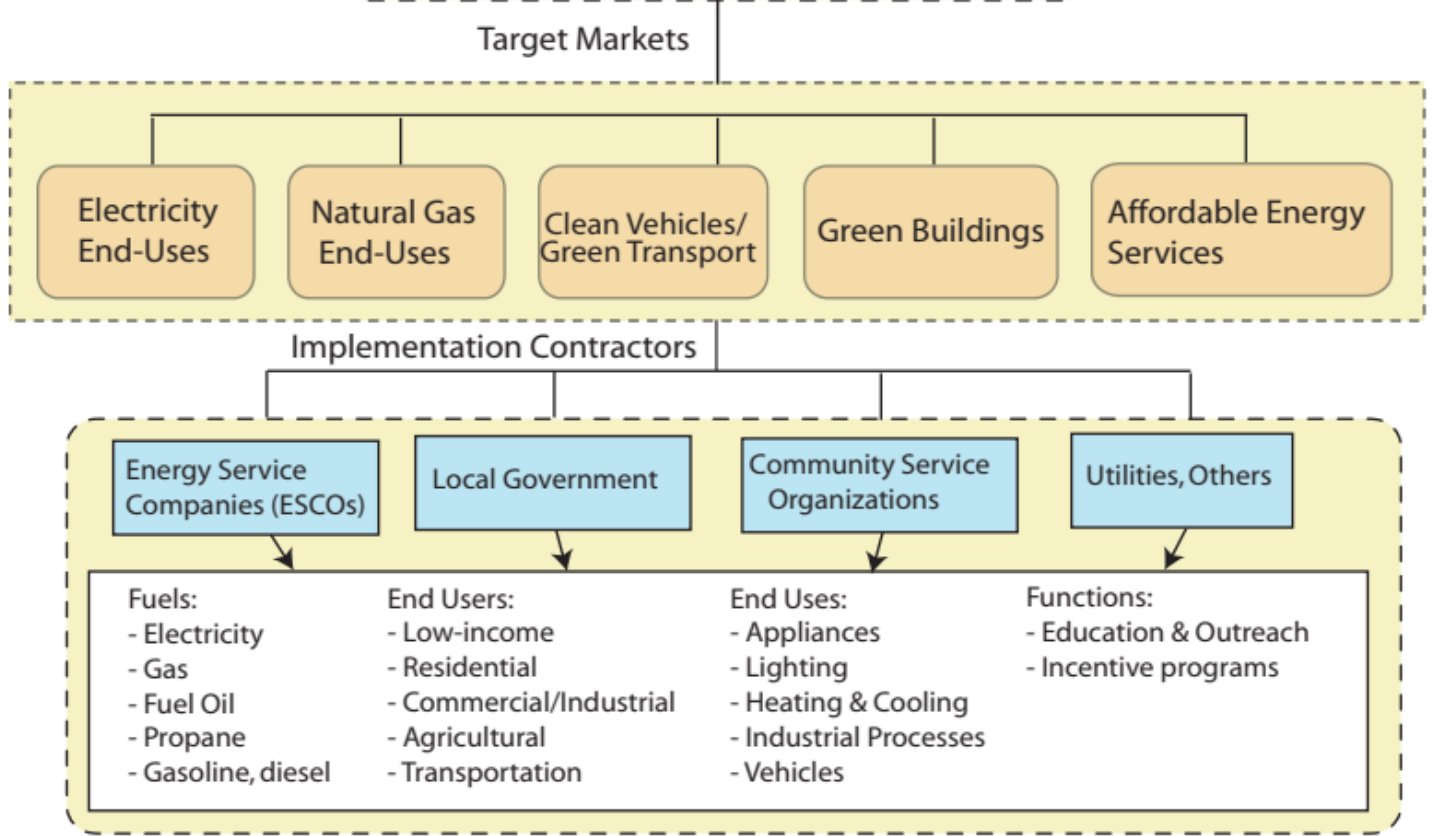 Target Markets
Electricity
End-Uses
Natural Gas
End-Uses
Clean Vehicles/
Green Transport
Green Buildings
Affordable Energy
Services
Implementation Contractors
Energy Service
Companies (ESCOs)
Local Government
Community Service
Organizations
Utilities, Others
Fuels:
- Electricity
- Gas
- Fuel Oil
- Propane
- Gasoline, diesel
End Users:
- Low-income
- Residential
- Commercial/Industrial
- Agricultural
- Transportation
End Uses:
- Appliances
- Lighting
- Heating & Cooling
- Industrial Processes
- Vehicles
Functions:
- Education & Outreach
- Incentive programs